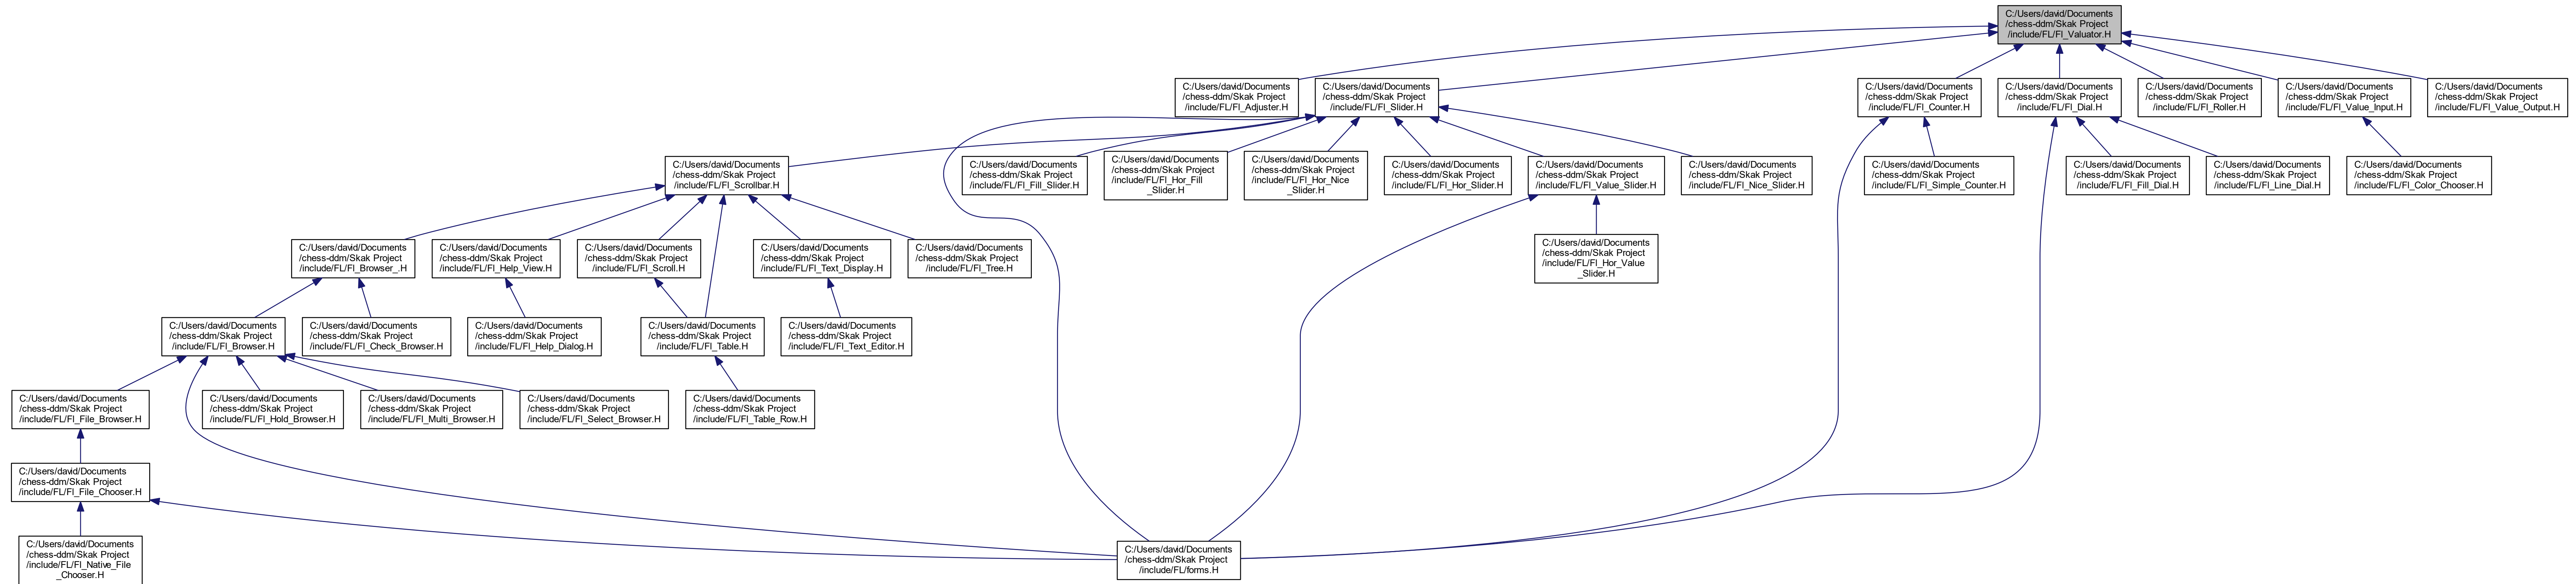 C:/Users/david/Documents
/chess-ddm/Skak Project
/include/FL/Fl_Valuator.H
C:/Users/david/Documents
/chess-ddm/Skak Project
/include/FL/Fl_Adjuster.H
C:/Users/david/Documents
/chess-ddm/Skak Project
/include/FL/Fl_Slider.H
C:/Users/david/Documents
/chess-ddm/Skak Project
/include/FL/Fl_Counter.H
C:/Users/david/Documents
/chess-ddm/Skak Project
/include/FL/Fl_Dial.H
C:/Users/david/Documents
/chess-ddm/Skak Project
/include/FL/Fl_Roller.H
C:/Users/david/Documents
/chess-ddm/Skak Project
/include/FL/Fl_Value_Input.H
C:/Users/david/Documents
/chess-ddm/Skak Project
/include/FL/Fl_Value_Output.H
C:/Users/david/Documents
/chess-ddm/Skak Project
/include/FL/Fl_Scrollbar.H
C:/Users/david/Documents
/chess-ddm/Skak Project
/include/FL/Fl_Fill_Slider.H
C:/Users/david/Documents
/chess-ddm/Skak Project
/include/FL/Fl_Hor_Fill
_Slider.H
C:/Users/david/Documents
/chess-ddm/Skak Project
/include/FL/Fl_Hor_Nice
_Slider.H
C:/Users/david/Documents
/chess-ddm/Skak Project
/include/FL/Fl_Hor_Slider.H
C:/Users/david/Documents
/chess-ddm/Skak Project
/include/FL/Fl_Value_Slider.H
C:/Users/david/Documents
/chess-ddm/Skak Project
/include/FL/Fl_Nice_Slider.H
C:/Users/david/Documents
/chess-ddm/Skak Project
/include/FL/Fl_Simple_Counter.H
C:/Users/david/Documents
/chess-ddm/Skak Project
/include/FL/Fl_Fill_Dial.H
C:/Users/david/Documents
/chess-ddm/Skak Project
/include/FL/Fl_Line_Dial.H
C:/Users/david/Documents
/chess-ddm/Skak Project
/include/FL/Fl_Color_Chooser.H
C:/Users/david/Documents
/chess-ddm/Skak Project
/include/FL/Fl_Browser_.H
C:/Users/david/Documents
/chess-ddm/Skak Project
/include/FL/Fl_Help_View.H
C:/Users/david/Documents
/chess-ddm/Skak Project
/include/FL/Fl_Scroll.H
C:/Users/david/Documents
/chess-ddm/Skak Project
/include/FL/Fl_Text_Display.H
C:/Users/david/Documents
/chess-ddm/Skak Project
/include/FL/Fl_Tree.H
C:/Users/david/Documents
/chess-ddm/Skak Project
/include/FL/Fl_Hor_Value
_Slider.H
C:/Users/david/Documents
/chess-ddm/Skak Project
/include/FL/Fl_Browser.H
C:/Users/david/Documents
/chess-ddm/Skak Project
/include/FL/Fl_Check_Browser.H
C:/Users/david/Documents
/chess-ddm/Skak Project
/include/FL/Fl_Help_Dialog.H
C:/Users/david/Documents
/chess-ddm/Skak Project
/include/FL/Fl_Table.H
C:/Users/david/Documents
/chess-ddm/Skak Project
/include/FL/Fl_Text_Editor.H
C:/Users/david/Documents
/chess-ddm/Skak Project
/include/FL/Fl_File_Browser.H
C:/Users/david/Documents
/chess-ddm/Skak Project
/include/FL/Fl_Hold_Browser.H
C:/Users/david/Documents
/chess-ddm/Skak Project
/include/FL/Fl_Multi_Browser.H
C:/Users/david/Documents
/chess-ddm/Skak Project
/include/FL/Fl_Select_Browser.H
C:/Users/david/Documents
/chess-ddm/Skak Project
/include/FL/Fl_Table_Row.H
C:/Users/david/Documents
/chess-ddm/Skak Project
/include/FL/Fl_File_Chooser.H
C:/Users/david/Documents
/chess-ddm/Skak Project
/include/FL/Fl_Native_File
_Chooser.H
C:/Users/david/Documents
/chess-ddm/Skak Project
/include/FL/forms.H